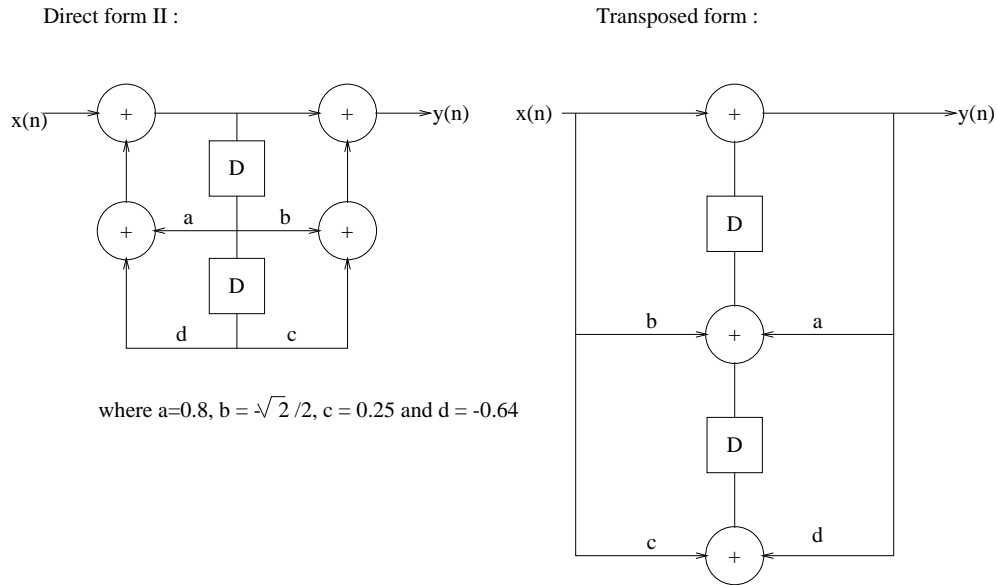 Direct form II :
Transposed form :
x(n) + + y(n)
D
+ a b +
D
d c
where a=0.8, b = -√2 /2, c = 0.25 and d = -0.64
x(n) + y(n)
D
b + a
D
c + d